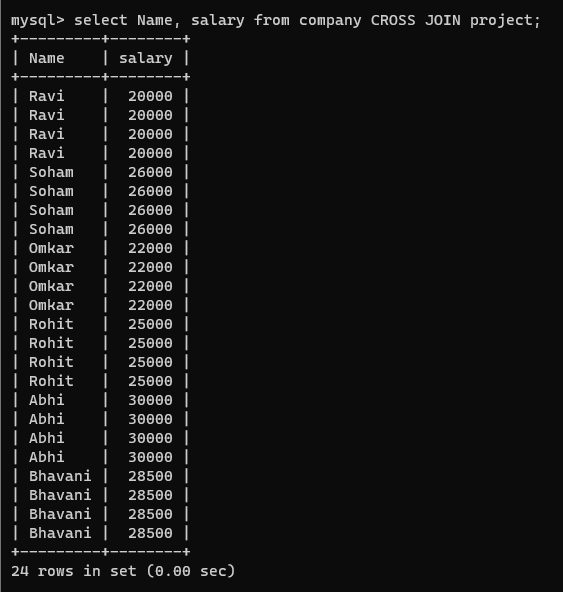 mysql> select Name, salary from company CROSS JOIN project;
+---------+--------+
| Name    | salary |
+---------+--------+
| Ravi    |  20000 |
| Ravi    |  20000 |
| Ravi    |  20000 |
| Ravi    |  20000 |
| Soham   |  26000 |
| Soham   |  26000 |
| Soham   |  26000 |
| Soham   |  26000 |
| Omkar   |  22000 |
| Omkar   |  22000 |
| Omkar   |  22000 |
| Omkar   |  22000 |
| Rohit   |  25000 |
| Rohit   |  25000 |
| Rohit   |  25000 |
| Rohit   |  25000 |
| Abhi    |  30000 |
| Abhi    |  30000 |
| Abhi    |  30000 |
| Abhi    |  30000 |
| Bhavani |  28500 |
| Bhavani |  28500 |
| Bhavani |  28500 |
| Bhavani |  28500 |
+---------+--------+
24 rows in set (0.00 sec)